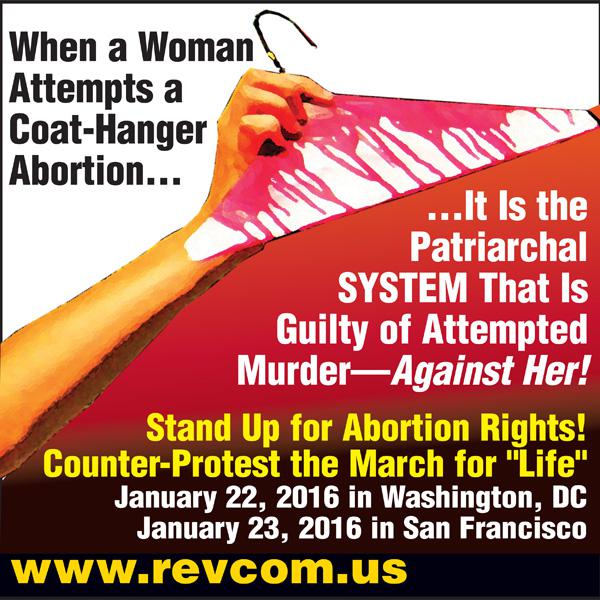 When a Woman
Attempts a
Coat-Hanger
Abortion...
...It Is the
Patriarchal
SYSTEM That Is
Guilty of Attempted
Murder—Against Her!
Stand Up for Abortion Rights!
Counter-Protest the March for "Life"
January 22, 2016 in Washington, DC
January 23, 2016 in San Francisco
www.revcom.us